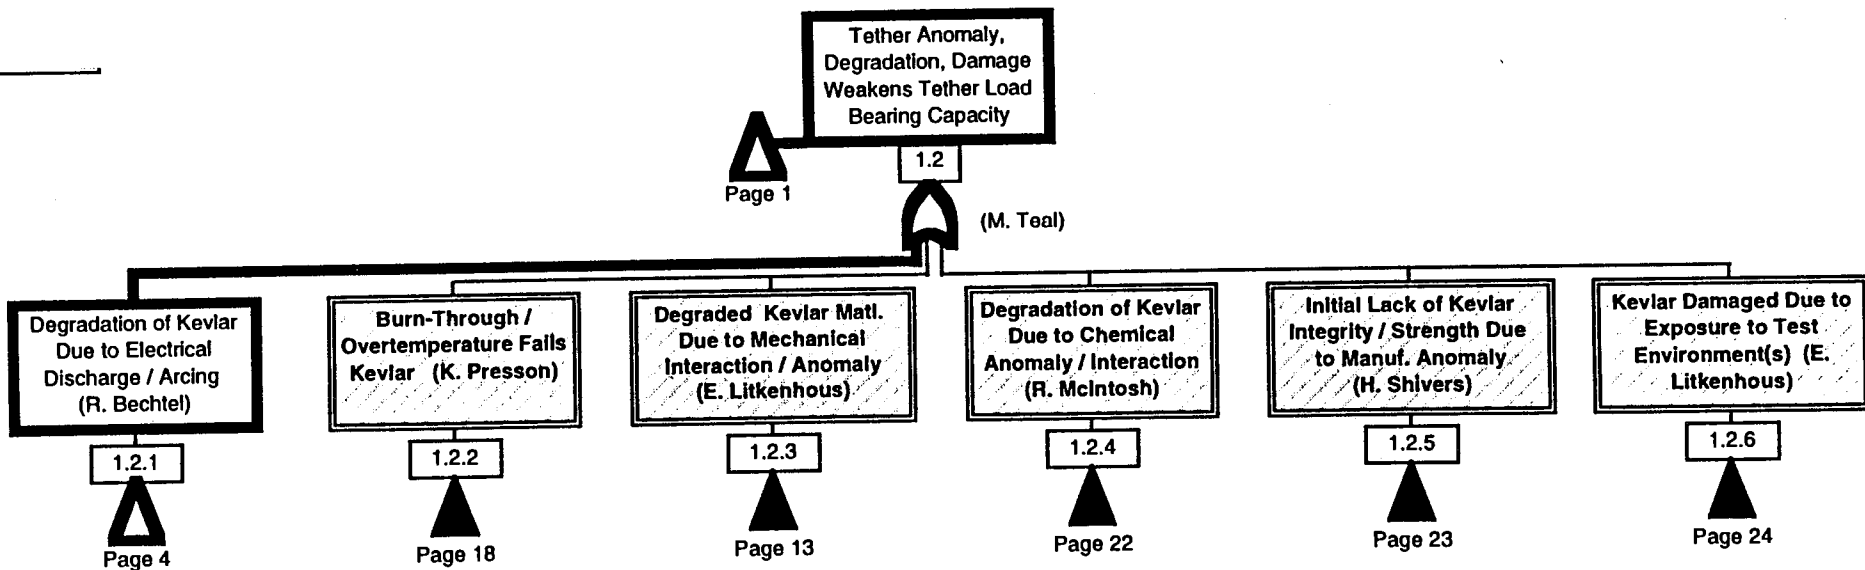 Tether Anomaly,
Degradation, Damage
Weakens Tether Load
Bearing Capacity
1.2
Page 1
(M. Teal)
Degradation of Kevlar
Due to Electrical
Discharge / Arcing
(R. Bechtel)
1.2.1
Page 4
Burn-Through /
Overtemperature Fails
Kevlar (K. Presson)
1.2.2
Page 18
Degraded Kevlar Matl.
Due to Mechanical
Interaction / Anomaly
(E. Litkenhous)
1.2.3
Page 13
Degradation of Kevlar
Due to Chemical
Anomaly / Interaction
(R. McIntosh)
1.2.4
Page 22
Initial Lack of Kevlar
Integrity / Strength Due
to Manuf. Anomaly
(H. Shivers)
1.2.5
Page 23
Kevlar Damaged Due to
Exposure to Test
Environment(s) (E.
Litkenhous)
1.2.6
Page 24